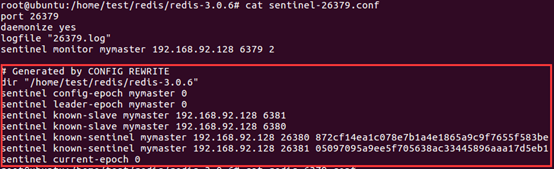 root@ubuntu:/home/test/redis/redis-3.0.6# cat sentinel-26379.conf
port 26379
daemonize yes
logfile "26379.log"
sentinel monitor mymaster 192.168.92.128 6379 2
# Generated by CONFIG REWRITE
dir "/home/test/redis/redis-3.0.6"
sentinel config-epoch mymaster 0
sentinel leader-epoch mymaster 0
sentinel known-slave mymaster 192.168.92.128 6381
sentinel known-slave mymaster 192.168.92.128 6380
sentinel known-sentinel mymaster 192.168.92.128 26380 872cf14ea1c078e7b1a4e1865a9c9f7655f583be
sentinel known-sentinel mymaster 192.168.92.128 26381 05097095a9ee5f705638ac33445896aaa17d5eb1
sentinel current-epoch 0